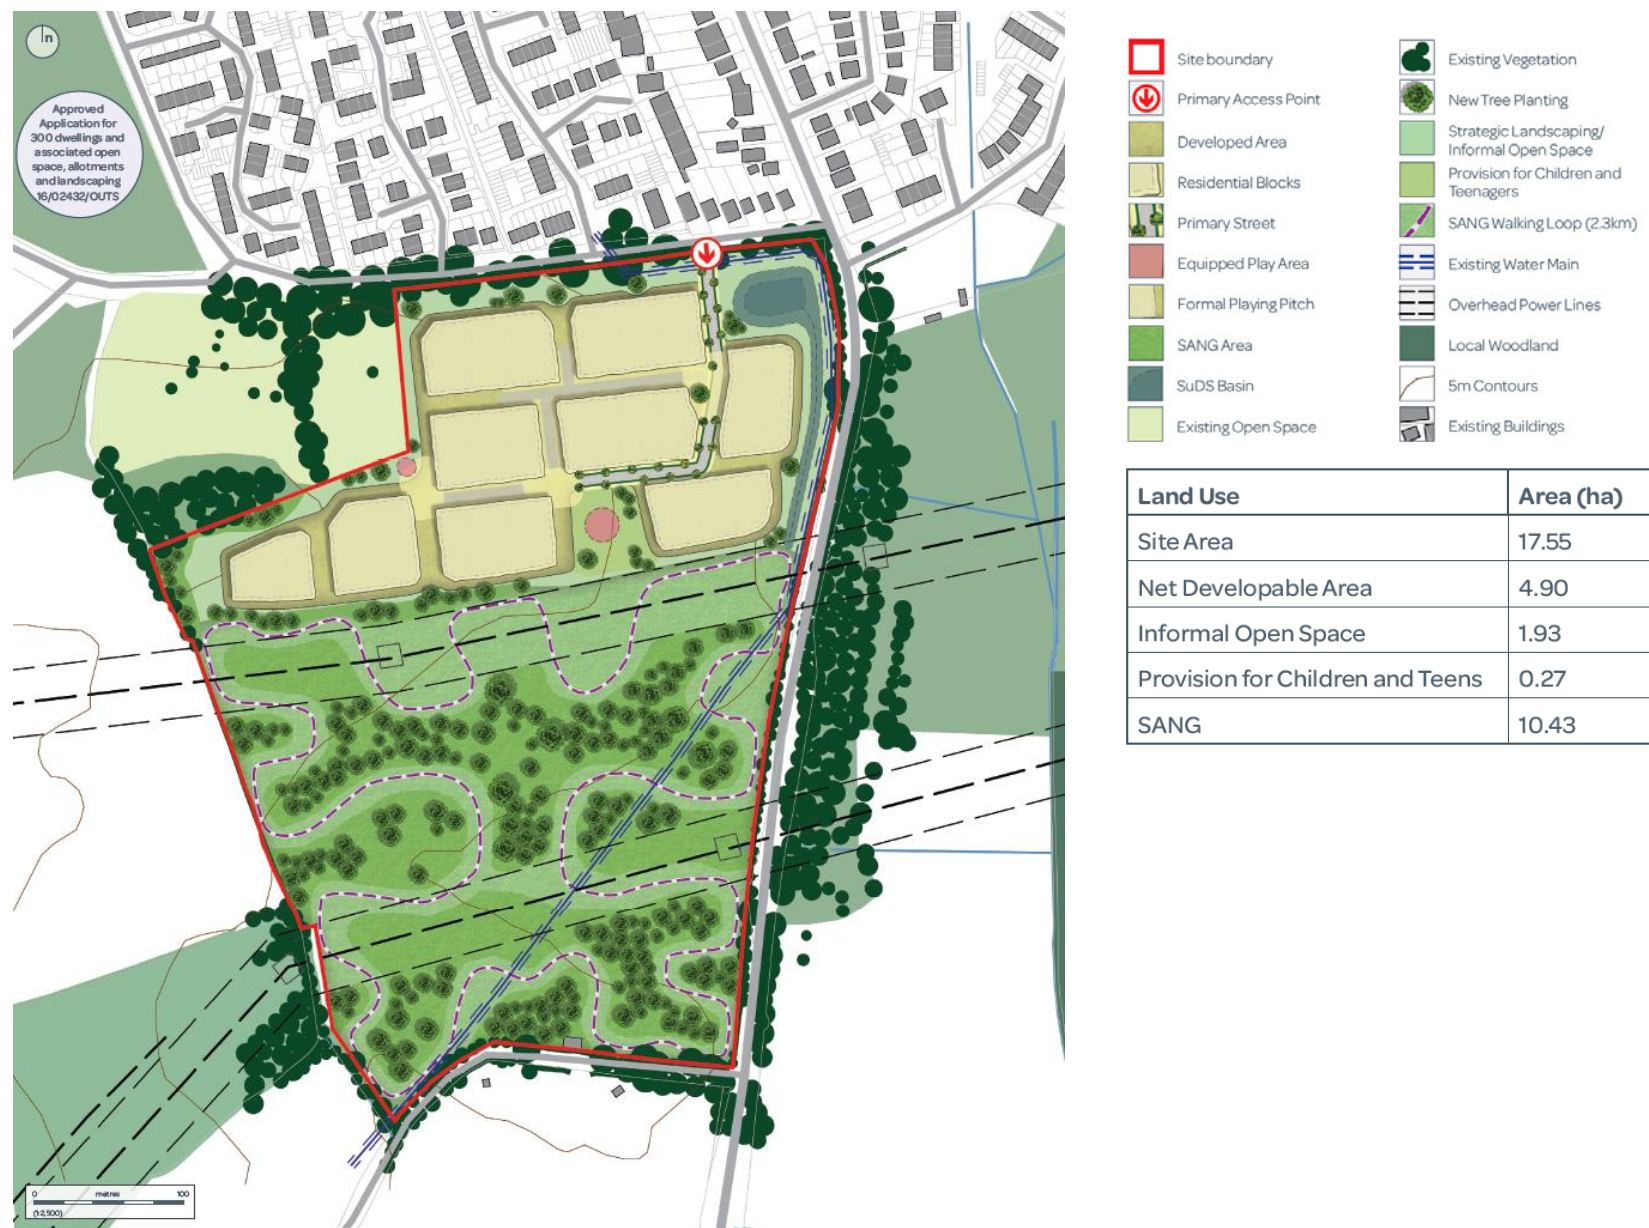 n
Approved
Application for
300 dwellings and
associated open
space, allotments
and landscaping
16/02432/OUTS
0 metres 100
(1:2,500)
Site boundary
Primary Access Point
Developed Area
Residential Blocks
Primary Street
Equipped Play Area
Formal Playing Pitch
SANG Area
SuDS Basin
Existing Open Space
Existing Vegetation
New Tree Planting
Strategic Landscaping/
Informal Open Space
Provision for Children and
Teenagers
SANG Walking Loop (2.3km)
Existing Water Main
Overhead Power Lines
Local Woodland
5m Contours
Existing Buildings
Land Use Area (ha)
Site Area 17.55
Net Developable Area 4.90
Informal Open Space 1.93
Provision for Children and Teens 0.27
SANG 10.43